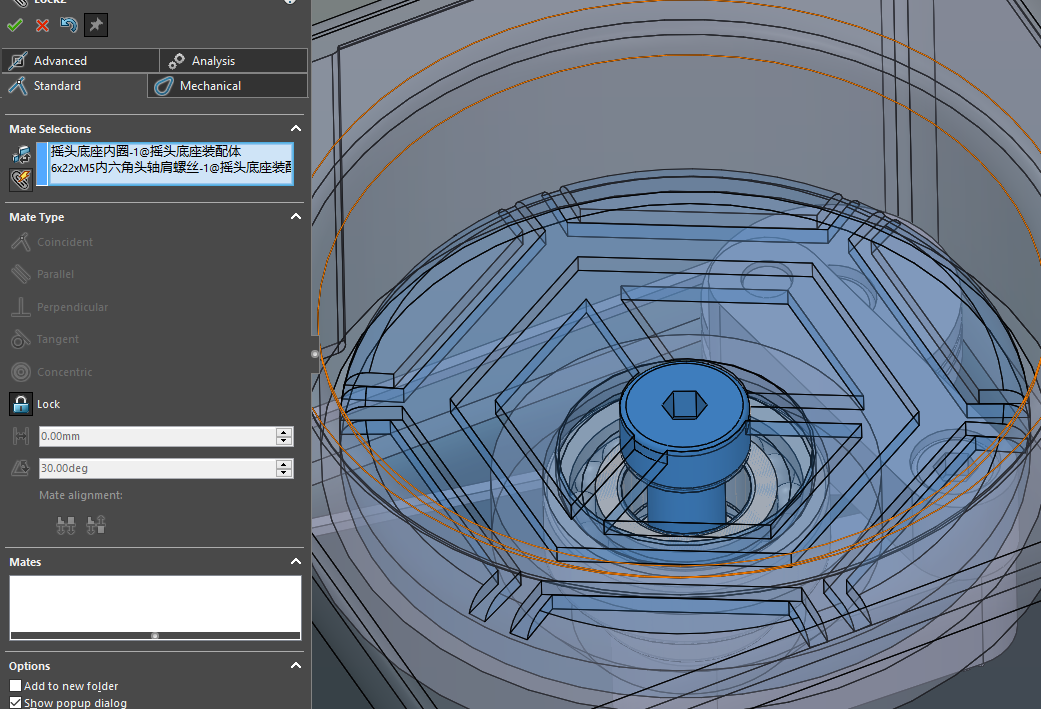 Lock2
Advanced
Analysis
Standard
Mechanical
Mate Selections
摇头底座内圈-1@摇头底座装配体
6x22xM5内六角头轴肩螺丝-1@摇头底座装配
Mate Type
Coincident
Parallel
Perpendicular
Tangent
Concentric
Lock
0.00mm
30.00deg
Mate alignment:
Mates
Options
Add to new folder
Show popup dialog